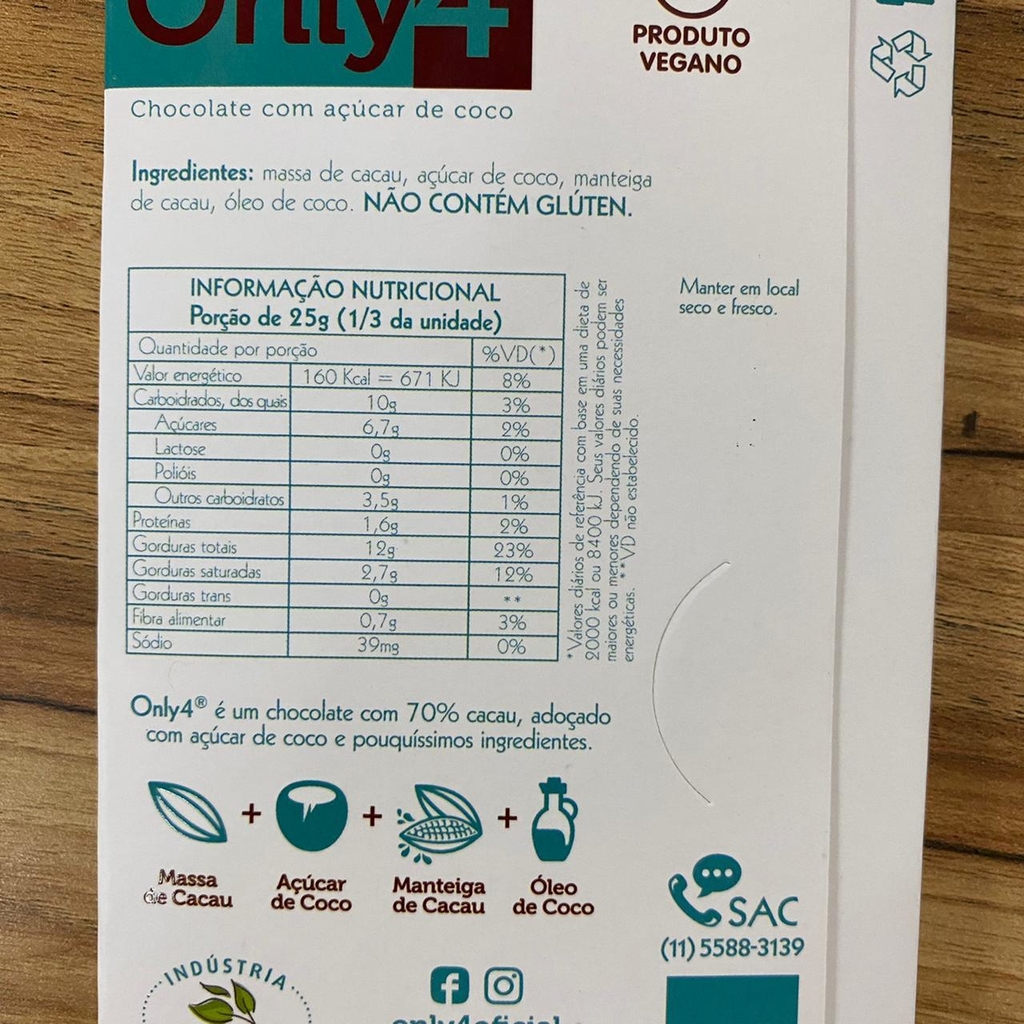 Only4
PRODUTO
VEGANO
Chocolate com açúcar de coco
Ingredientes: massa de cacau, açúcar de coco, manteiga
de cacau, óleo de coco. NÃO CONTÉM GLÚTEN.
INFORMAÇÃO NUTRICIONAL
Porção de 25g (1/3 da unidade)
Quantidade por porção %VD(*)
Valor energético 160 Kcal = 671 KJ 8%
Carboidrados, dos quais 10g 3%
Açúcares 6,7g 2%
Lactose 0g 0%
Polióis 0g 0%
Outros carboidratos 3,5g 1%
Proteínas 1,6g 2%
Gorduras totais 12g 23%
Gorduras saturadas 2,7g 12%
Gorduras trans 0g **
Fibra alimentar 0,7g 3%
Sódio 39mg 0%
*Valores diários de referência com base em uma dieta de
2000 kcal ou 8400 kJ. Seus valores diários podem ser
maiores ou menores dependendo de suas necessidades
energéticas. **VD não estabelecido.
Manter em local
seco e fresco.
Only4® é um chocolate com 70% cacau, adoçado
com açúcar de coco e pouquíssimos ingredientes.
+ + +
Massa
de Cacau
Açúcar
de Coco
Manteiga
de Cacau
Óleo
de Coco
SAC
(11) 5588-3139
INDÚSTRIA
only4oficial